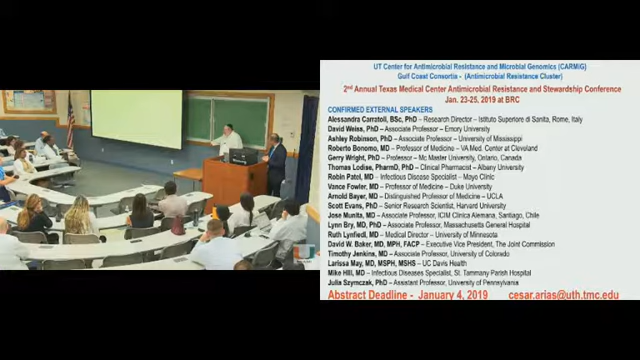 UT Center for Antimicrobial Resistance and Microbial Genomics (CARMiG)
Gulf Coast Consortia - (Antimicrobial Resistance Cluster)
2nd Annual Texas Medical Center Antimicrobial Resistance and Stewardship Conference
Jan. 23-25, 2019 at BRC
CONFIRMED EXTERNAL SPEAKERS
Alessandra Carratoli, BSc, PhD – Research Director – Istituto Superiore di Sanita, Rome, Italy
David Weiss, PhD – Associate Professor – Emory University
Ashley Robinson, PhD – Associate Professor – University of Mississippi
Roberto Bonomo, MD – Professor of Medicine – VA Med. Center at Cleveland
Gerry Wright, PhD – Professor – Mc Master University, Ontario, Canada
Thomas Lodise, PharmD, PhD – Clinical Pharmacist – Albany University
Robin Patel, MD – Infectious Disease Specialist – Mayo Clinic
Vance Fowler, MD – Professor of Medicine – Duke University
Arnold Bayer, MD – Distinguished Professor of Medicine – UCLA
Scott Evans, PhD – Senior Research Scientist, Harvard University
Jose Munita, MD – Associate Professor, ICIM Clinica Alemana, Santiago, Chile
Lynn Bry, MD, PhD – Associate Professor, Massachusetts General Hospital
Ruth Lynfield, MD – Medical Director – University of Minnesota
David W. Baker, MD, MPH, FACP – Executive Vice President, The Joint Commission
Timothy Jenkins, MD – Associate Professor, University of Colorado
Larissa May, MD, MSPH, MSHS – UC Davis Health
Mike Hill, MD – Infectious Diseases Specialist, St. Tammany Parish Hospital
Julia Szymczak, PhD – Assistant Professor, University of Pennsylvania
Abstract Deadline - January 4, 2019 cesar.arias@uth.tmc.edu